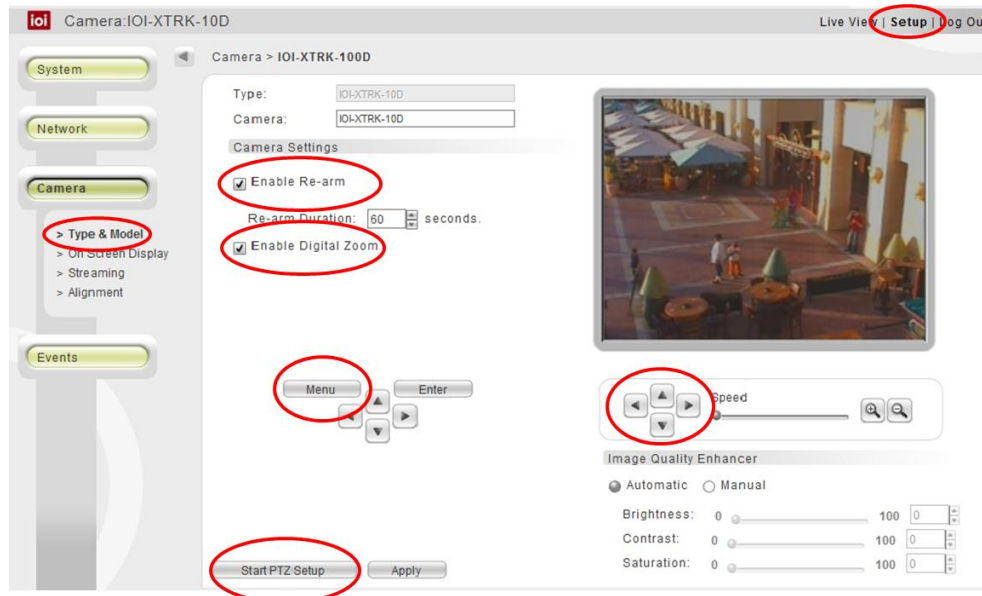 ioi Camera:IOI-XTRK-10D
Live View | Setup | Log Ou
System
Network
Camera
> Type & Model
> On Screen Display
> Streaming
> Alignment
Events
Camera > IOI-XTRK-100D
Type: IOI-XTRK-10D
Camera: IOI-XTRK-10D
Camera Settings
Enable Re-arm
Re-arm Duration: 60 seconds.
Enable Digital Zoom
Menu Enter
Start PTZ Setup Apply
Speed
Image Quality Enhancer
Automatic Manual
Brightness: 0 100 0
Contrast: 0 100 0
Saturation: 0 100 0